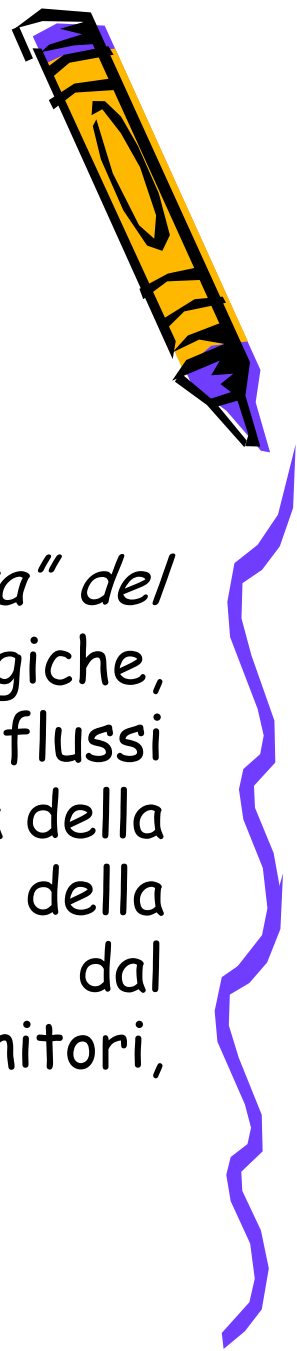 a” del
giche,
flussi
della
della
dal
nitori,